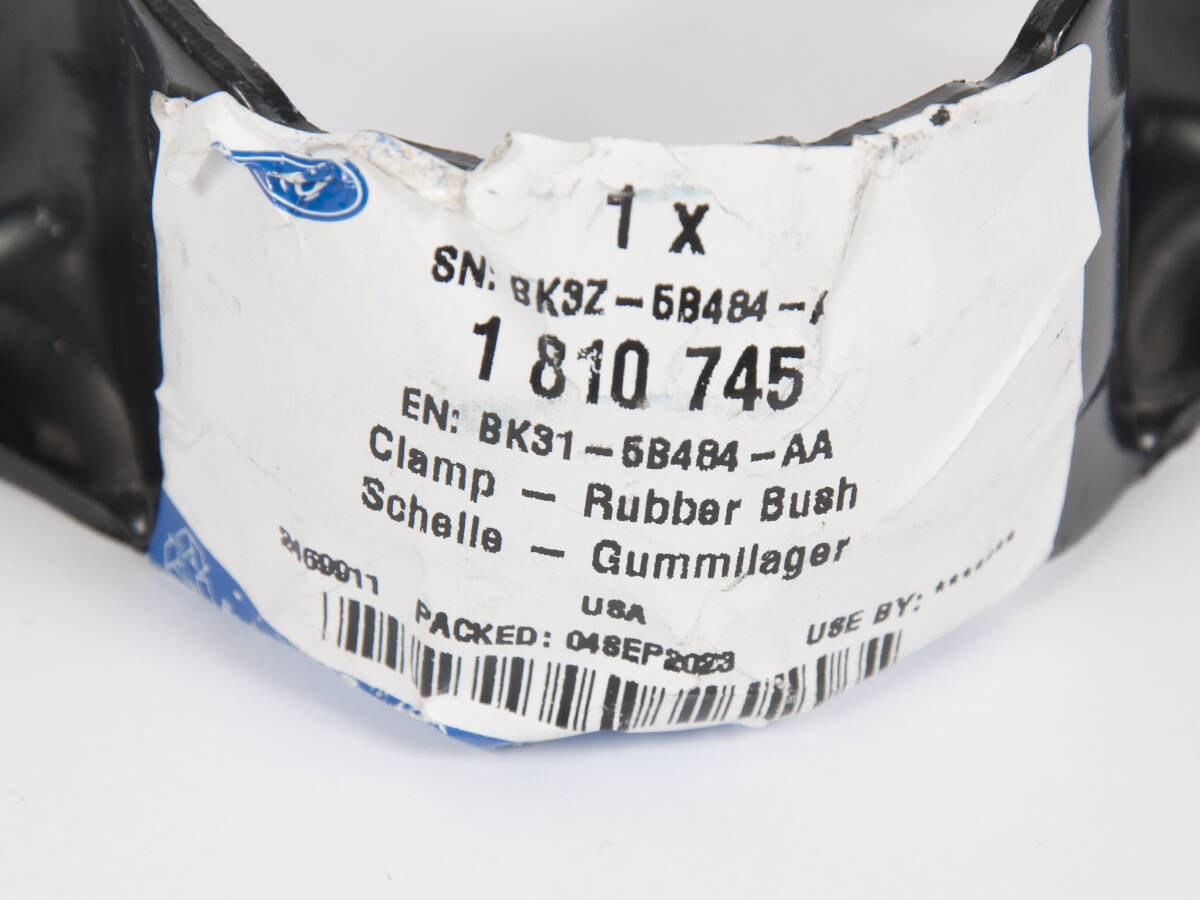 1 x
SN: BK3Z-5B484-
1 810 745
EN: BK31-5B484-AA
Clamp - Rubber Bush
Schelle - Gummilager
2469911
USA
PACKED: 04SEP2023
USE BY: *******